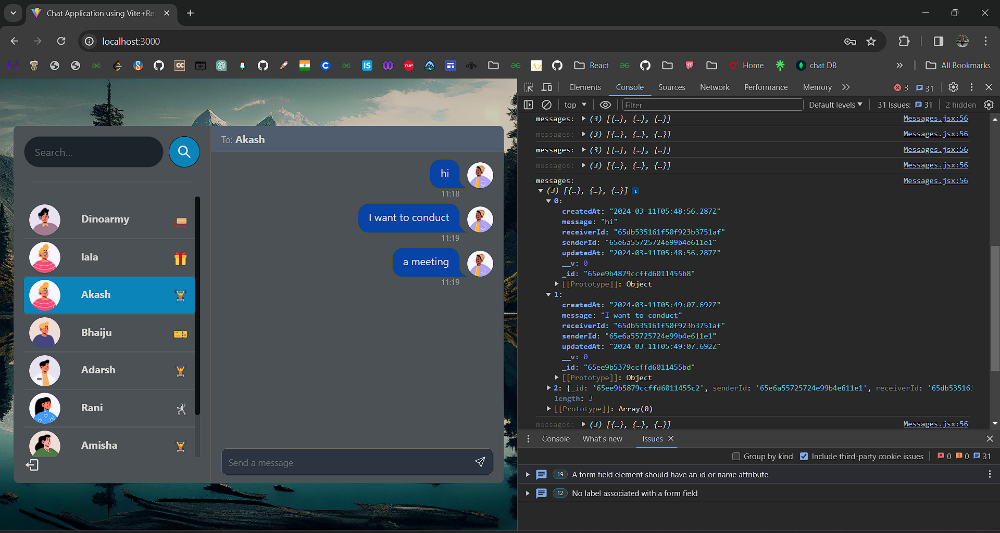 Chat Application using Vite+Re
localhost:3000
CC
C
IS
TUP
Az
React
Home
chat DB
All Bookmarks
Search...
Dinoarmy
lala
Akash
Bhaiju
Adarsh
Rani
Amisha
To: Akash
hi
11:18
I want to conduct
11:19
a meeting
11:19
Send a message
Elements Console Sources Network Performance Memory 3 31
top Filter Default levels 31 Issues: 31 2 hidden
messages: (3) [{…}, {…}, {…}] Messages.jsx:56
messages: (3) [{…}, {…}, {…}] Messages.jsx:56
messages: (3) [{…}, {…}, {…}] Messages.jsx:56
messages: (3) [{…}, {…}, {…}] Messages.jsx:56
messages: Messages.jsx:56
(3) [{…}, {…}, {…}] i
0:
createdAt: "2024-03-11T05:48:56.287Z"
message: "hi"
receiverId: "65db535161f50f923b3751af"
senderId: "65e6a55725724e99b4e611e1"
updatedAt: "2024-03-11T05:48:56.287Z"
__v: 0
_id: "65ee9b4879ccffd6011455b8"
[[Prototype]]: Object
1:
createdAt: "2024-03-11T05:49:07.692Z"
message: "I want to conduct"
receiverId: "65db535161f50f923b3751af"
senderId: "65e6a55725724e99b4e611e1"
updatedAt: "2024-03-11T05:49:07.692Z"
__v: 0
_id: "65ee9b5379ccffd6011455bd"
[[Prototype]]: Object
2: {_id: '65ee9b5879ccffd6011455c2', senderId: '65e6a55725724e99b4e611e1', receiverId: '65db53516
length: 3
[[Prototype]]: Array(0)
messages: (3) [{…}, {…}, {…}] Messages.jsx:56
Console What's new Issues
Group by kind Include third-party cookie issues 0 0 31
19 A form field element should have an id or name attribute
12 No label associated with a form field